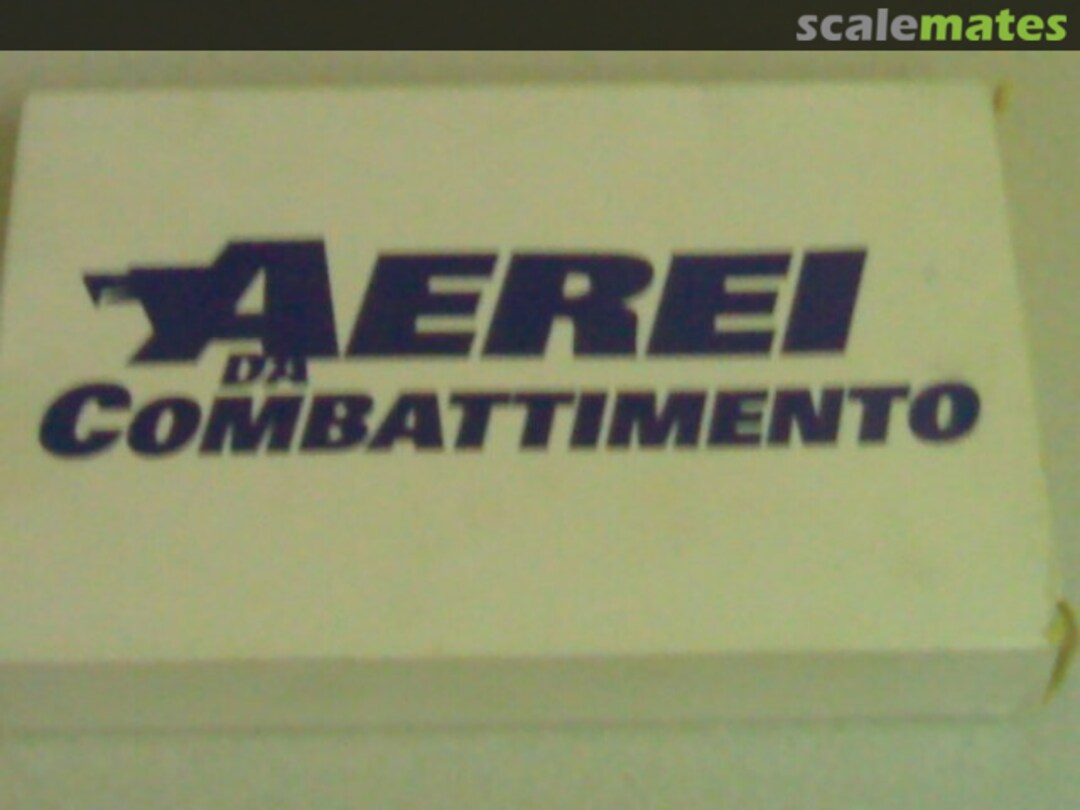 scalemates
AEREI
DA
COMBATTIMENTO